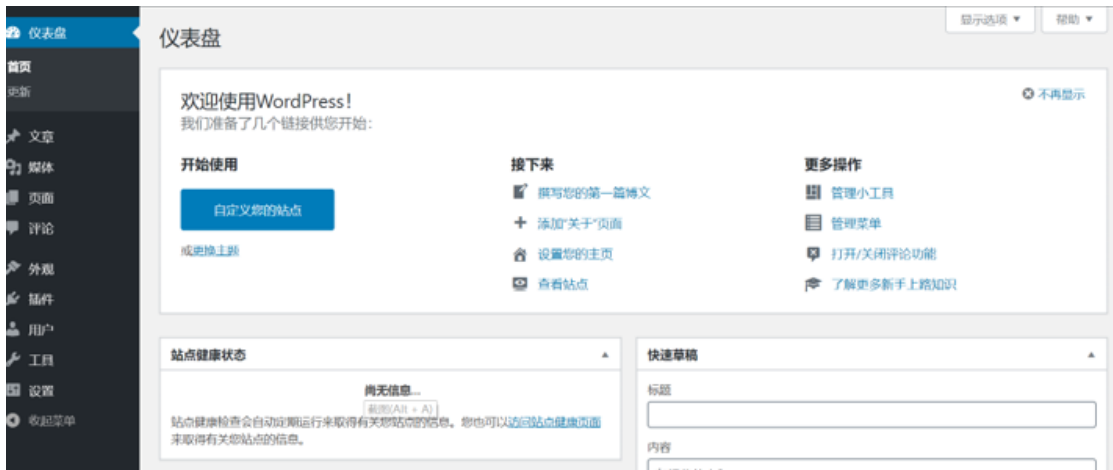 显示选项
帮助
仪表盘
首页
更新
文章
媒体
页面
评论
外观
插件
用户
工具
设置
收起菜单
仪表盘
欢迎使用WordPress！
我们准备了几个链接供您开始：
不再显示
开始使用
自定义您的站点
或更换主题
接下来
撰写您的第一篇博文
添加“关于”页面
设置您的主页
查看站点
更多操作
管理小工具
管理菜单
打开/关闭评论功能
了解更多新手上路知识
站点健康状态
尚无信息…
截图(Alt + A)
站点健康检查会自动定期运行来取得有关您站点的信息。您也可以访问站点健康页面
来取得有关您站点的信息。
快速草稿
标题
内容